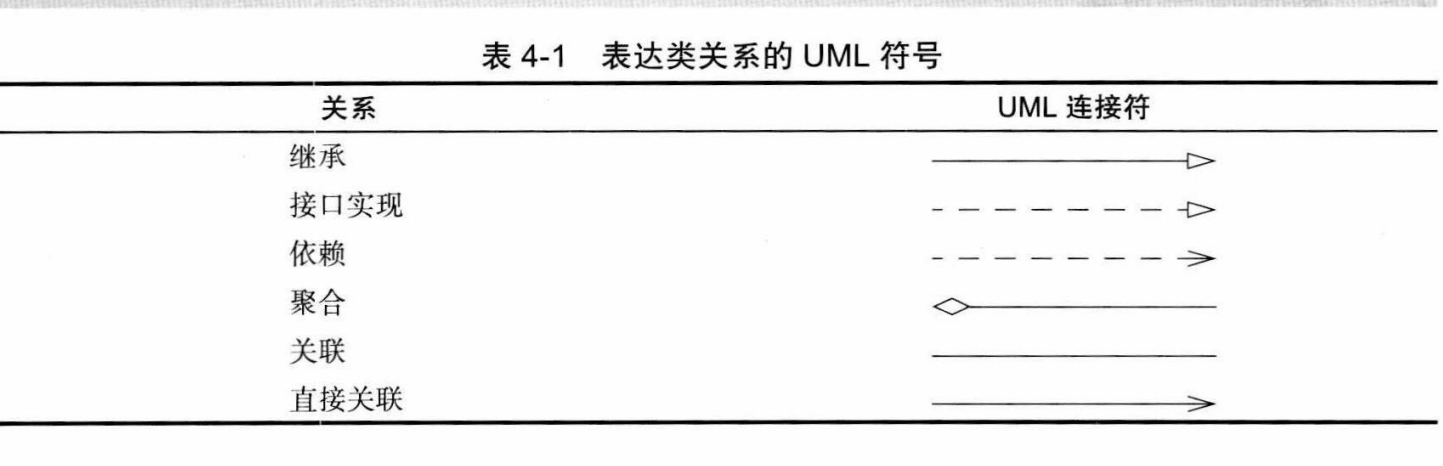 表 4-1 表达类关系的 UML 符号
关系 UML 连接符
继承
接口实现
依赖
聚合
关联
直接关联